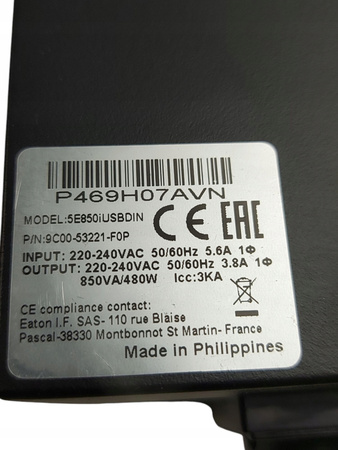 P469H07AVN
MODEL:5E850iUSBDIN
P/N:9C00-53221-F0P
CE EAC
INPUT: 220-240VAC 50/60Hz 5.6A 1Φ
OUTPUT: 220-240VAC 50/60Hz 3.8A 1Φ
850VA/480W Icc:3KA
CE compliance contact:
Eaton I.F. SAS- 110 rue Blaise
Pascal-38330 Montbonnot St Martin- France
Made in Philippines